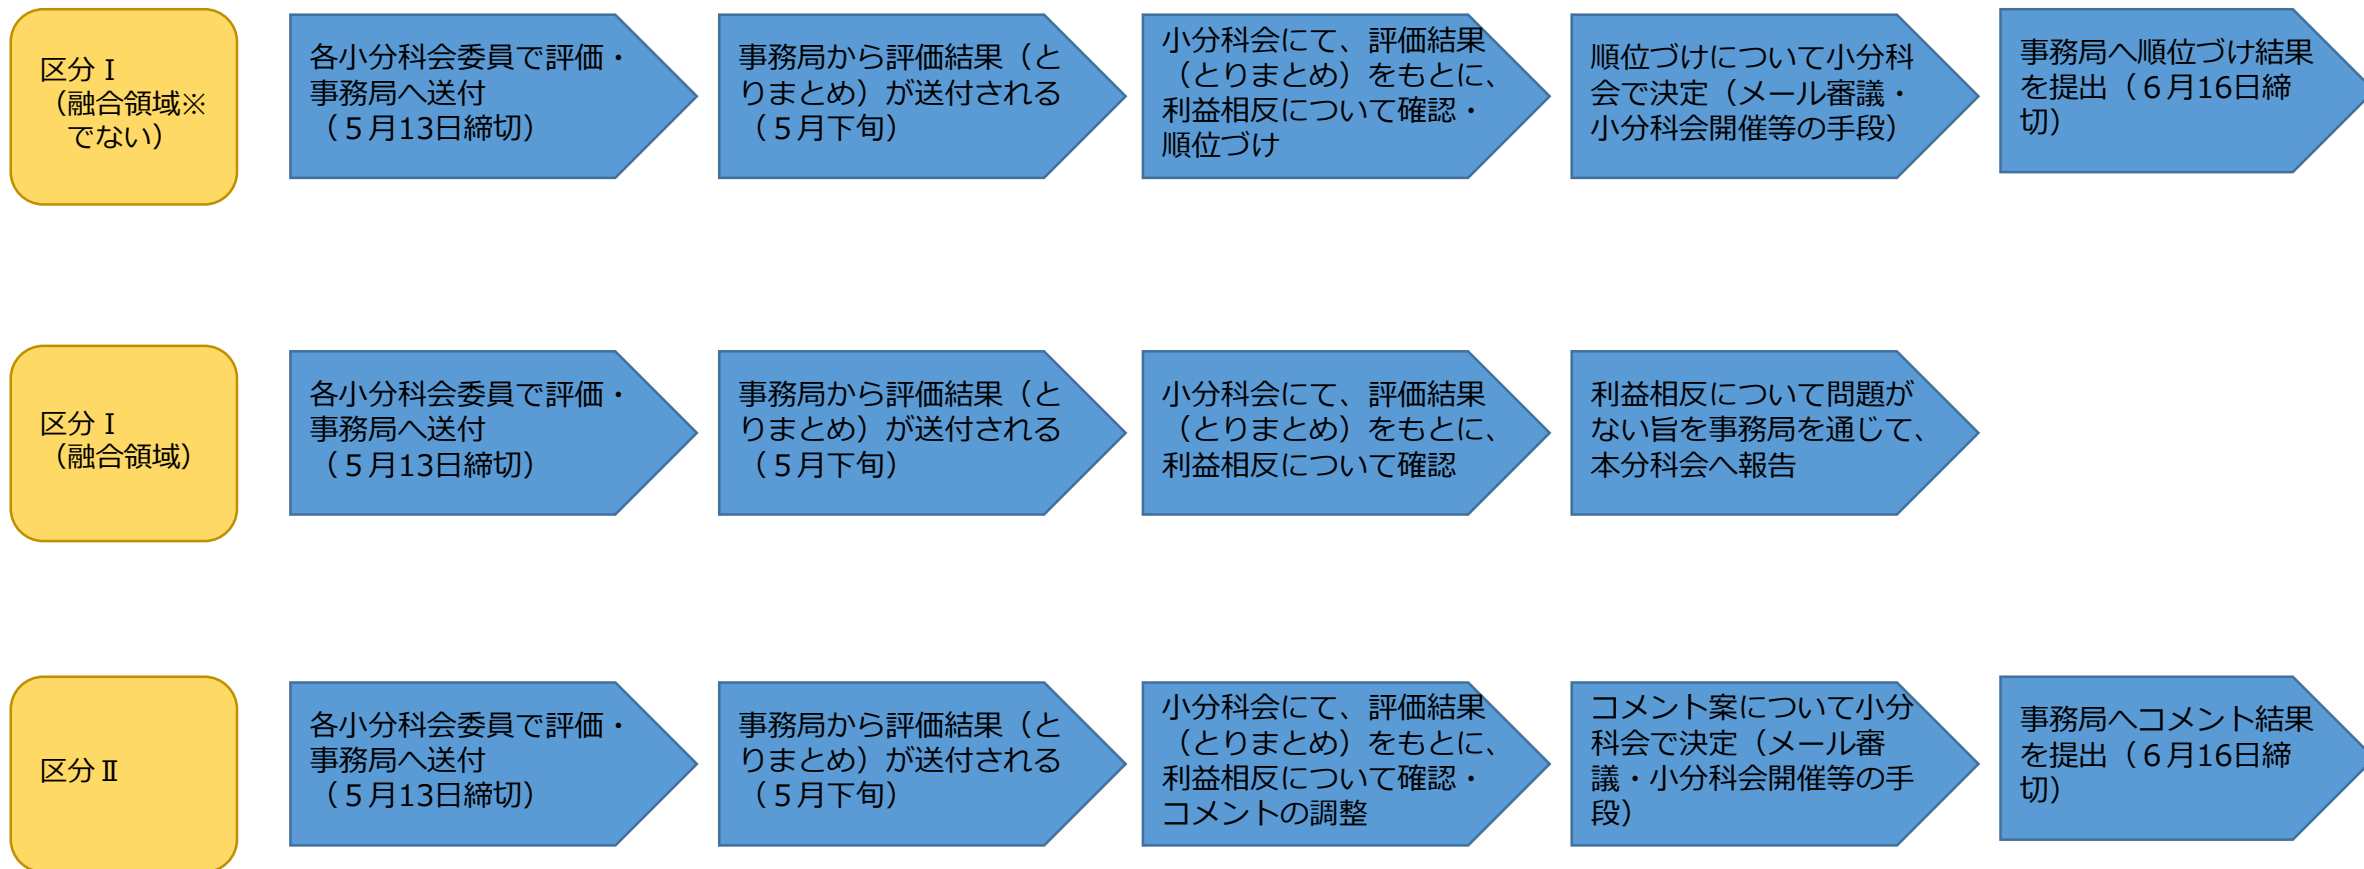 区分Ⅰ
（融合領域※
でない）
各小分科会委員で評価・
事務局へ送付
（５月13日締切）
事務局から評価結果（と
りまとめ）が送付される
（５月下旬）
小分科会にて、評価結果
（とりまとめ）をもとに、
利益相反について確認・
順位づけ
順位づけについて小分科
会で決定（メール審議・
小分科会開催等の手段）
事務局へ順位づけ結果
を提出（６月16日締
切）
区分Ⅰ
（融合領域）
各小分科会委員で評価・
事務局へ送付
（５月13日締切）
事務局から評価結果（と
りまとめ）が送付される
（５月下旬）
小分科会にて、評価結果
（とりまとめ）をもとに、
利益相反について確認
利益相反について問題が
ない旨を事務局を通じて、
本分科会へ報告
区分Ⅱ
各小分科会委員で評価・
事務局へ送付
（５月13日締切）
事務局から評価結果（と
りまとめ）が送付される
（５月下旬）
小分科会にて、評価結果
（とりまとめ）をもとに、
利益相反について確認・
コメントの調整
コメント案について小分
科会で決定（メール審
議・小分科会開催等の手
段）
事務局へコメント結果
を提出（６月16日締
切）